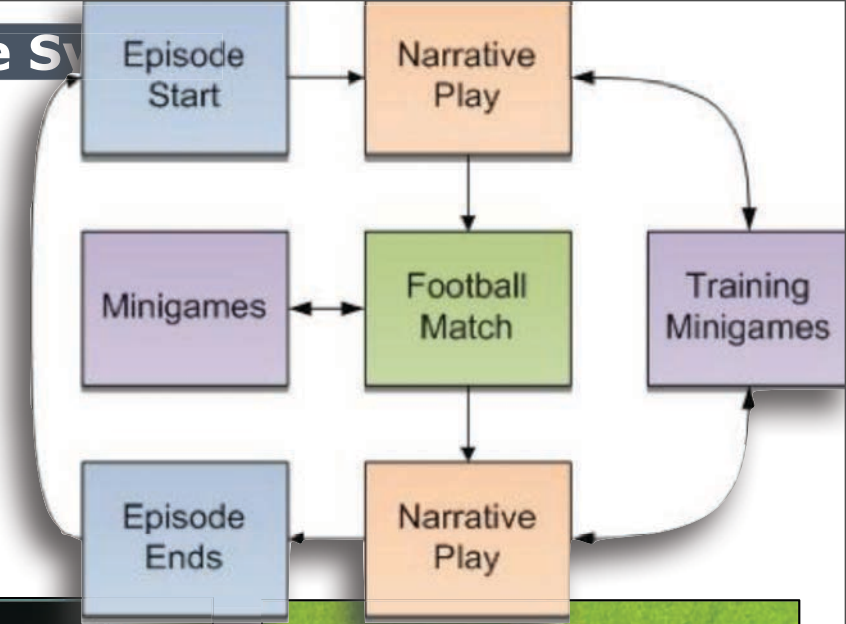 Episode
Start
Narrative
Play
Minigames
Football
Match
Training
Minigames
Episode
Ends
Narrative
Play